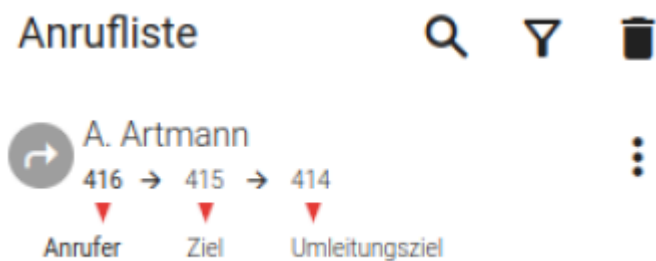 Anrufliste
A. Artmann
416 → 415 → 414
Anrufer Ziel Umleitungsziel